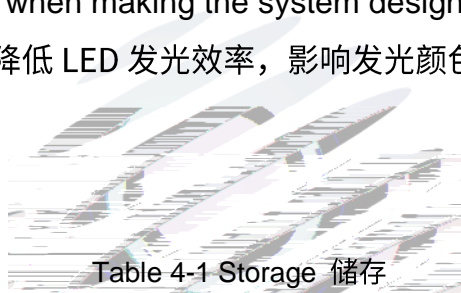 when making the system design
降低 LED 发光效率，影响发光颜色
Table 4-1 Storage 储存